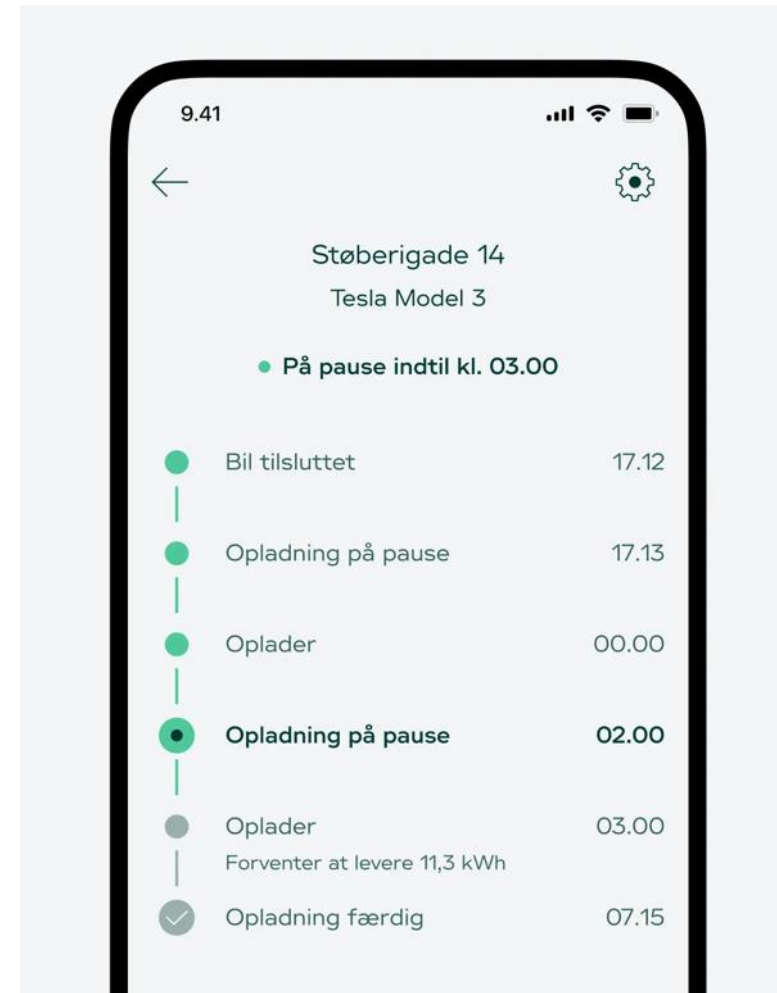 9.41
Støberigade 14
Tesla Model 3
På pause indtil kl. 03.00
Bil tilsluttet 17.12
Opladning på pause 17.13
Oplader 00.00
Opladning på pause 02.00
Oplader 03.00
Forventer at levere 11,3 kWh
Opladning færdig 07.15